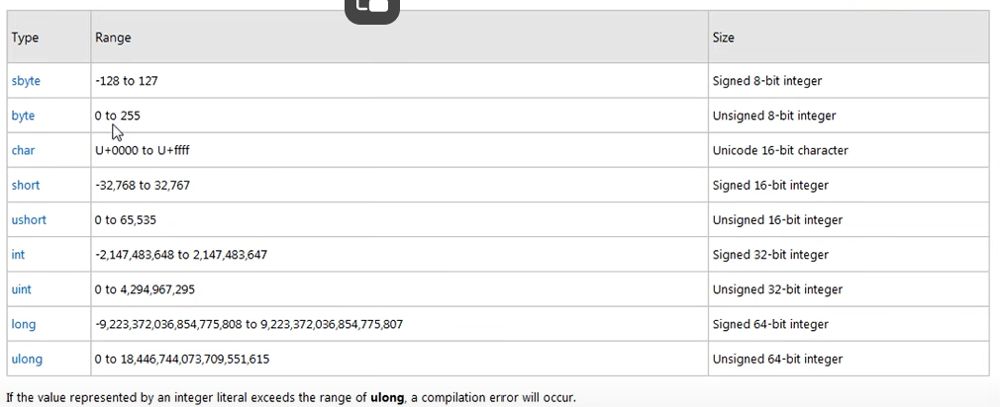 Type Range Size
sbyte -128 to 127 Signed 8-bit integer
byte 0 to 255 Unsigned 8-bit integer
char U+0000 to U+ffff Unicode 16-bit character
short -32,768 to 32,767 Signed 16-bit integer
ushort 0 to 65,535 Unsigned 16-bit integer
int -2,147,483,648 to 2,147,483,647 Signed 32-bit integer
uint 0 to 4,294,967,295 Unsigned 32-bit integer
long -9,223,372,036,854,775,808 to 9,223,372,036,854,775,807 Signed 64-bit integer
ulong 0 to 18,446,744,073,709,551,615 Unsigned 64-bit integer
If the value represented by an integer literal exceeds the range of ulong, a compilation error will occur.